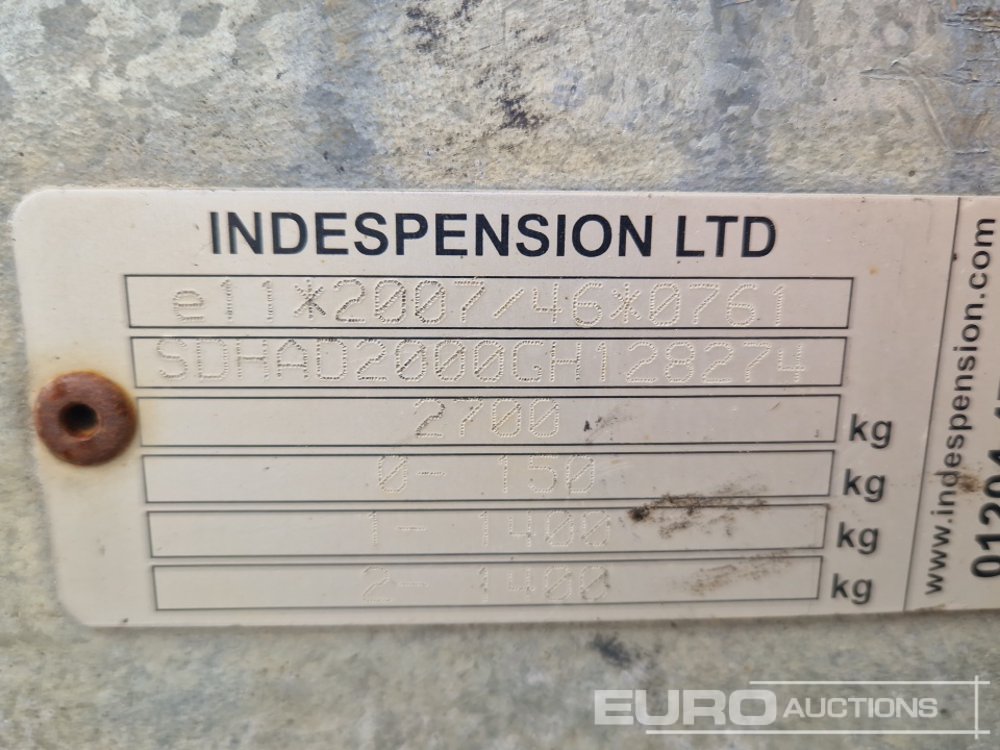 INDESPENSION LTD
e11*2007/46*0761
SDHAD2000GH128274
2700 kg
0- 150 kg
1- 1400 kg
2- 1400 kg
www.indespension.com
01204
EURO AUCTIONS